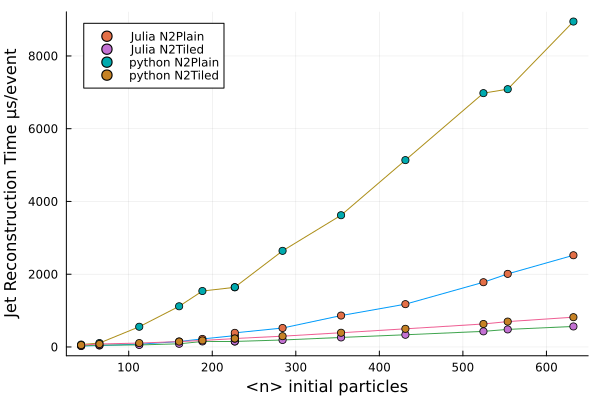 Jet Reconstruction Time μs/event
8000
6000
4000
2000
0
Julia N2Plain
Julia N2Tiled
python N2Plain
python N2Tiled
100
200
300
400
500
600
<n> initial particles